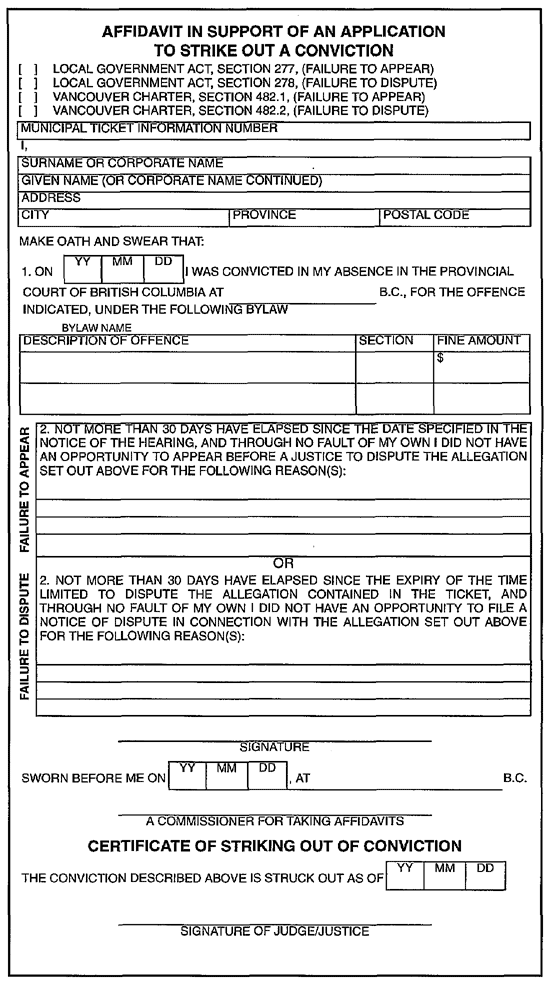 AFFIDAVIT IN SUPPORT OF AN APPLICATION
TO STRIKE OUT A CONVICTION
[ ] LOCAL GOVERNMENT ACT, SECTION 277, (FAILURE TO APPEAR)
[ ] LOCAL GOVERNMENT ACT, SECTION 278, (FAILURE TO DISPUTE)
[ ] VANCOUVER CHARTER, SECTION 482.1, (FAILURE TO APPEAR)
[ ] VANCOUVER CHARTER, SECTION 482.2, (FAILURE TO DISPUTE)
MUNICIPAL TICKET INFORMATION NUMBER
I,
SURNAME OR CORPORATE NAME
GIVEN NAME (OR CORPORATE NAME CONTINUED)
ADDRESS
CITY PROVINCE POSTAL CODE
MAKE OATH AND SWEAR THAT:
YY MM DD
1. ON I WAS CONVICTED IN MY ABSENCE IN THE PROVINCIAL
COURT OF BRITISH COLUMBIA AT B.C., FOR THE OFFENCE
INDICATED, UNDER THE FOLLOWING BYLAW
BYLAW NAME
DESCRIPTION OF OFFENCE SECTION FINE AMOUNT
$
FAILURE TO APPEAR
2. NOT MORE THAN 30 DAYS HAVE ELAPSED SINCE THE DATE SPECIFIED IN THE
NOTICE OF THE HEARING, AND THROUGH NO FAULT OF MY OWN I DID NOT HAVE
AN OPPORTUNITY TO APPEAR BEFORE A JUSTICE TO DISPUTE THE ALLEGATION
SET OUT ABOVE FOR THE FOLLOWING REASON(S):
OR
FAILURE TO DISPUTE
2. NOT MORE THAN 30 DAYS HAVE ELAPSED SINCE THE EXPIRY OF THE TIME
LIMITED TO DISPUTE THE ALLEGATION CONTAINED IN THE TICKET, AND
THROUGH NO FAULT OF MY OWN I DID NOT HAVE AN OPPORTUNITY TO FILE A
NOTICE OF DISPUTE IN CONNECTION WITH THE ALLEGATION SET OUT ABOVE
FOR THE FOLLOWING REASON(S):
SIGNATURE
YY MM DD
SWORN BEFORE ME ON , AT B.C.
A COMMISSIONER FOR TAKING AFFIDAVITS
CERTIFICATE OF STRIKING OUT OF CONVICTION
YY MM DD
THE CONVICTION DESCRIBED ABOVE IS STRUCK OUT AS OF
SIGNATURE OF JUDGE/JUSTICE